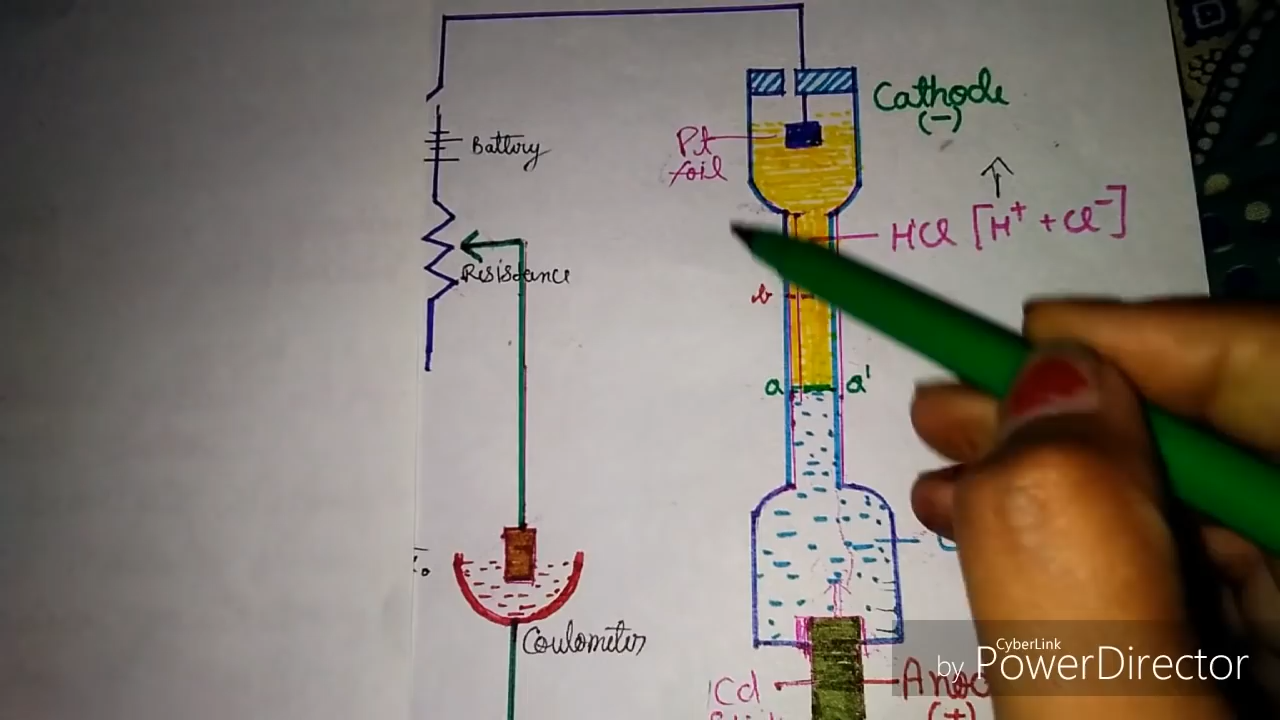 Cathode
(-)
Battery
Pt
foil
HCl [H⁺ + Cl⁻]
Resistance
b
a a'
Coulometer
Cd
(+)
CyberLink
by PowerDirector